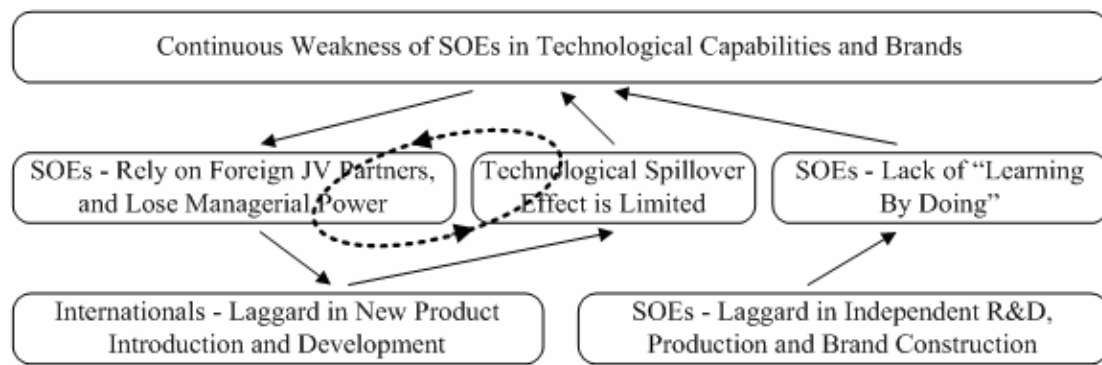 Continuous Weakness of SOEs in Technological Capabilities and Brands
SOEs - Rely on Foreign JV Partners,
and Lose Managerial Power
Technological Spillover
Effect is Limited
SOEs - Lack of “Learning
By Doing”
Internationals - Laggard in New Product
Introduction and Development
SOEs - Laggard in Independent R&D,
Production and Brand Construction